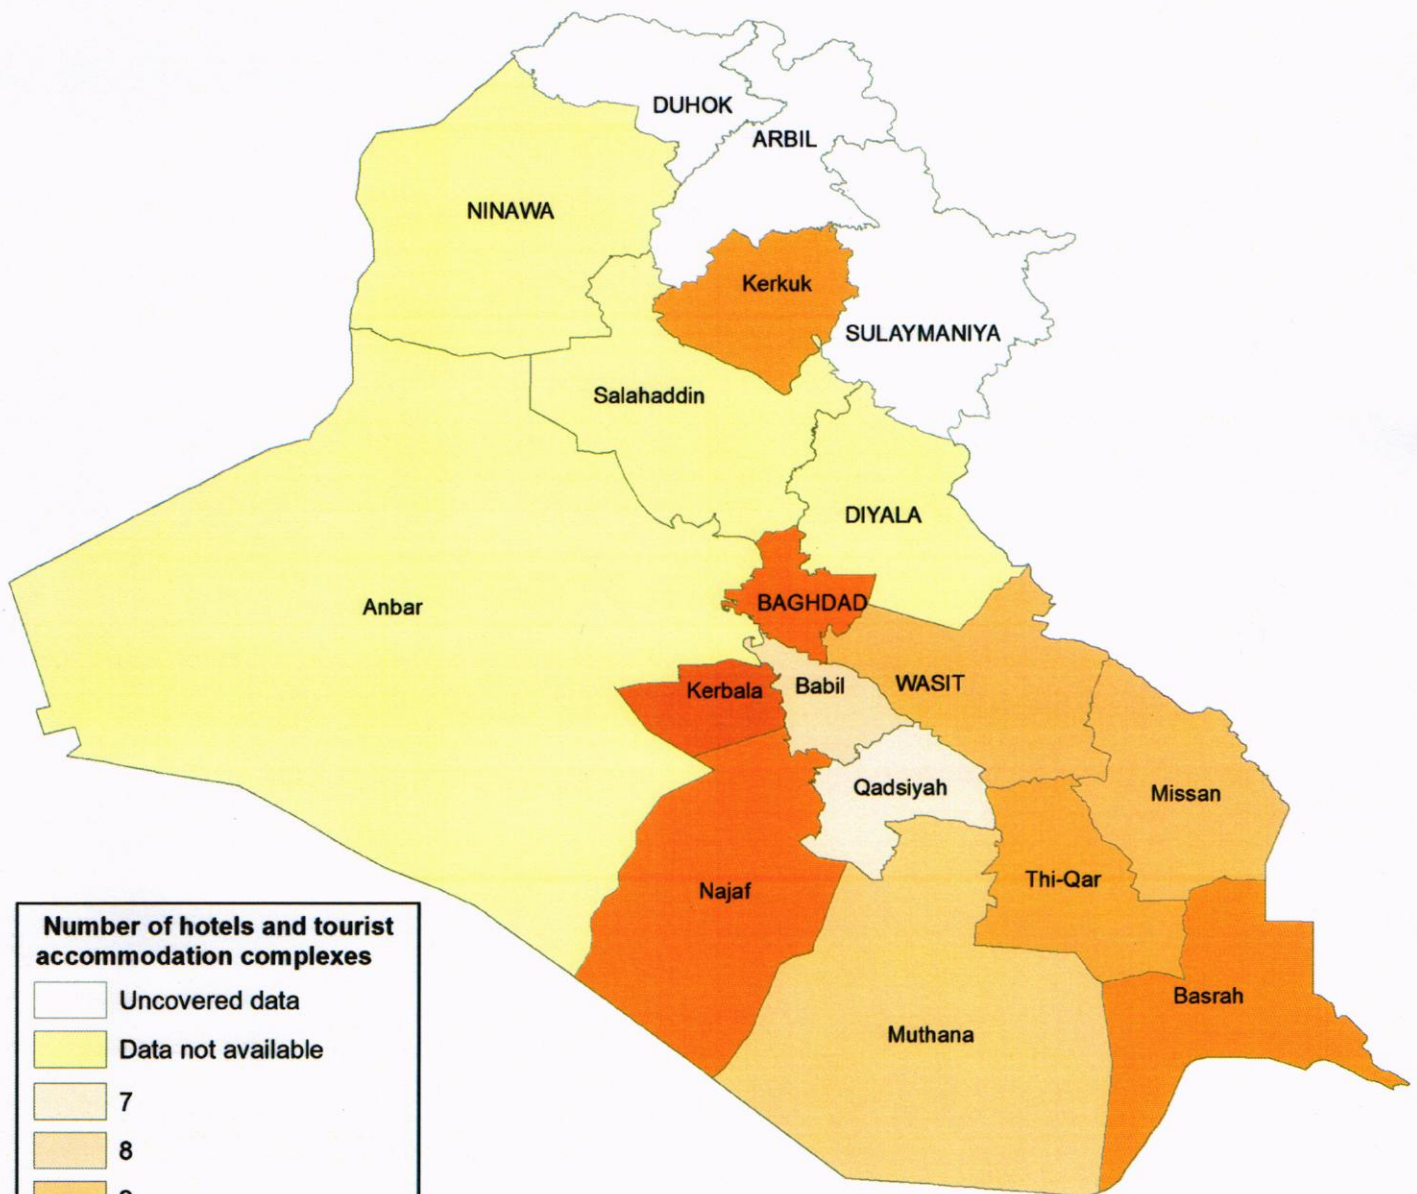 DUHOK
ARBIL
NINAWA
Kerkuk
SULAYMANIYA
Salahaddin
DIYALA
Anbar
BAGHDAD
Kerbala
Babil
WASIT
Qadsiyah
Missan
Najaf
Thi-Qar
Basrah
Muthana
Number of hotels and tourist
accommodation complexes
Uncovered data
Data not available
7
8